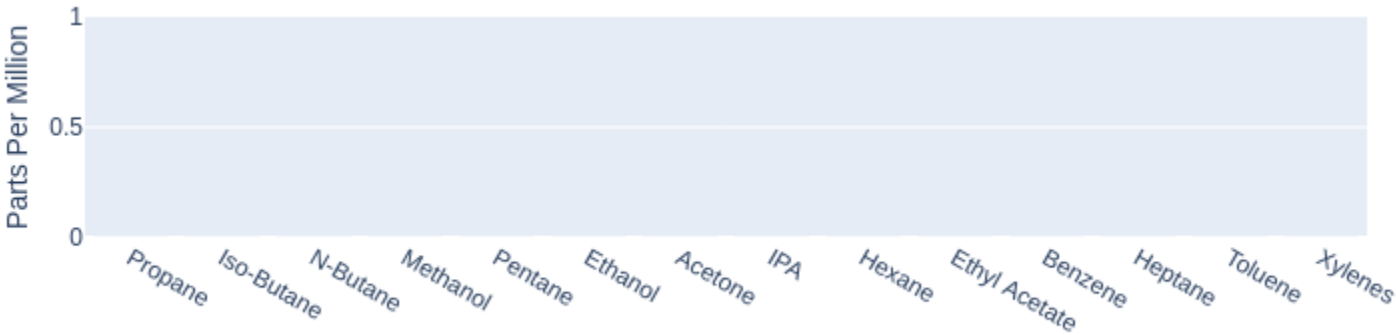 Parts Per Million
1
0.5
0
Propane
Iso-Butane
N-Butane
Methanol
Pentane
Ethanol
Acetone
IPA
Hexane
Ethyl Acetate
Benzene
Heptane
Toluene
Xylenes